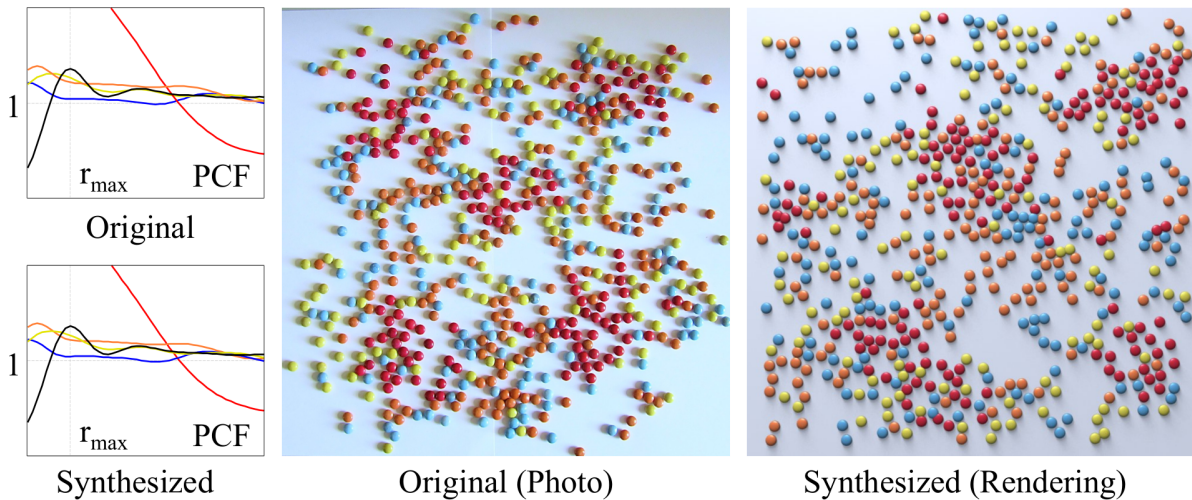 1
r_max PCF
Original
1
r_max PCF
Synthesized
Original (Photo)
Synthesized (Rendering)